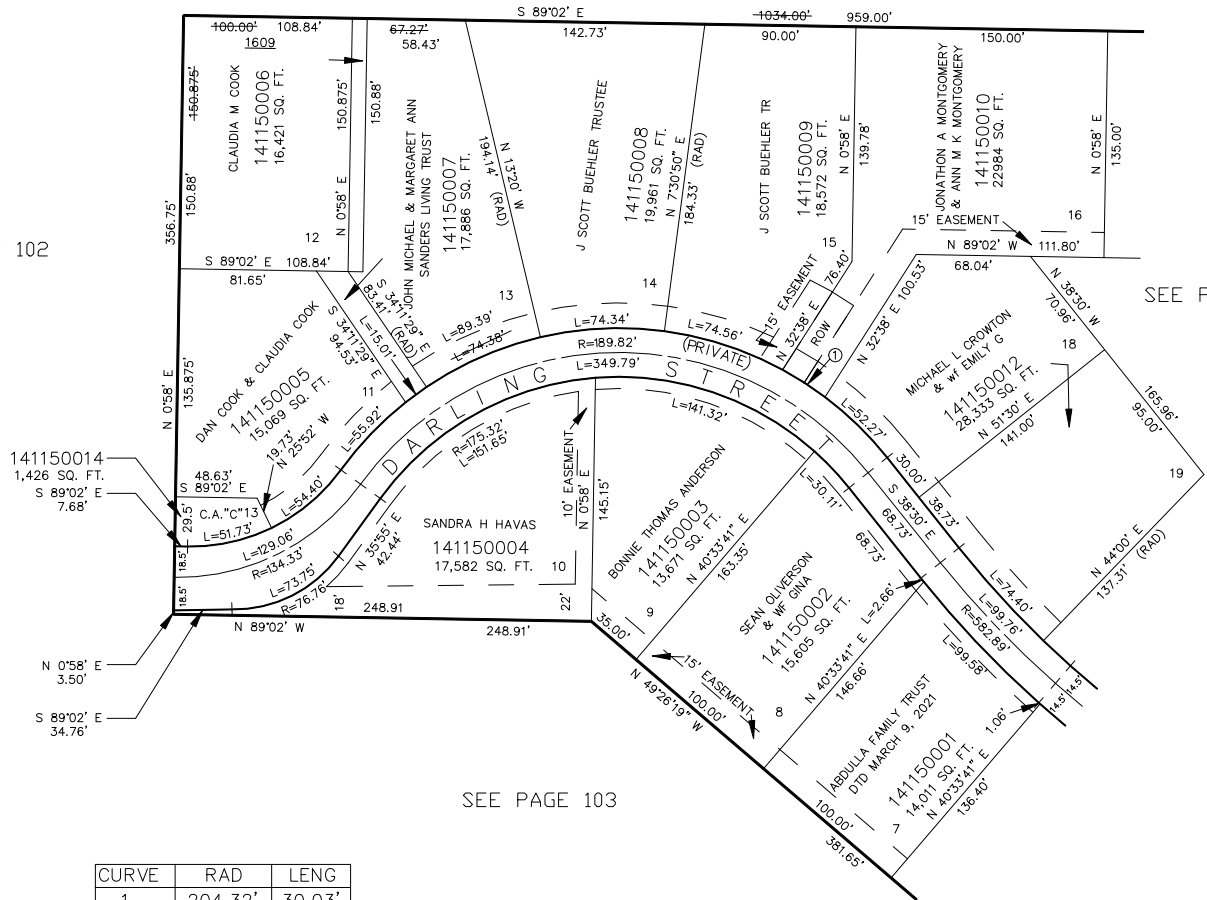 S 89°02' E
1034.00' 959.00'
100.00' 108.84'
1609
67.27'
58.43'
142.73'
90.00'
150.00'
150.875'
150.88'
356.75'
CLAUDIA M COOK
141150006
16,421 SQ. FT.
N 0°58' E
150.875'
150.88'
12
S 89°02' E 108.84'
81.65'
JOHN MICHAEL & MARGARET ANN
SANDERS LIVING TRUST
141150007
17,886 SQ. FT.
13
N 13°20' W
194.14' (RAD)
J SCOTT BUEHLER TRUSTEE
141150008
19,961 SQ. FT.
14
N 7°30'50" E
184.33' (RAD)
J SCOTT BUEHLER TR
141150009
18,572 SQ. FT.
15
N 0°58' E
139.78'
JONATHON A MONTGOMERY
& ANN M K MONTGOMERY
141150010
22984 SQ. FT.
16
N 0°58' E
135.00'
15' EASEMENT
N 89°02' W 111.80'
68.04'
102
SEE P
S 34°11'29" E
83.41' (RAD)
L=15.01'
S 34°11'29" E
94.53'
L=89.39'
L=74.38'
L=74.34'
L=74.56'
R=189.82'
L=349.79'
(PRIVATE)
15' EASEMENT
76.40'
N 32°38' E
ROW
1
N 32°38' E 100.53'
N 38°30' W
70.96'
165.96'
95.00'
MICHAEL L CROWTON
& wf EMILY G
141150012
28,333 SQ. FT.
18
N 51°30' E
141.00'
19
N 44°00' E
137.31' (RAD)
N 0°58' E
135.875'
DAN COOK & CLAUDIA COOK
141150005
15,069 SQ. FT.
11
L=55.92'
19.73'
N 25°52' W
48.63'
S 89°02' E
141150014
1,426 SQ. FT.
S 89°02' E
7.68'
29.5'
C.A."C"13
L=51.73'
L=54.40'
L=129.06'
R=134.33'
L=73.75'
R=76.76'
18.5'
18.5'
DARLING STREET
R=175.32'
L=151.65'
L=141.32'
L=52.27'
30.00'
S 38°30' E
68.73'
38.73'
L=30.11'
68.73'
L=74.40'
L=99.76'
R=582.89'
L=99.58'
14.5' 14.5'
N 35°55' E
42.44'
SANDRA H HAVAS
141150004
17,582 SQ. FT.
10
10' EASEMENT
N 0°58' E
145.15'
18'
248.91
22'
N 89°02' W
248.91'
N 0°58' E
3.50'
S 89°02' E
34.76'
BONNIE THOMAS ANDERSON
141150003
13,671 SQ. FT.
9
N 40°33'41" E
163.35'
35.00'
SEAN OLIVERSON
& WF GINA
141150002
15,605 SQ. FT.
8
L=2.66'
N 40°33'41" E
146.66'
15' EASEMENT
100.00'
N 49°26'19" W
ABDULLA FAMILY TRUST
DTD MARCH 9, 2021
141150001
14,011 SQ. FT.
7
1.06'
N 40°33'41" E
136.40'
100.00'
381.65'
SEE PAGE 103
CURVE RAD LENG
1 204.32' 30.03'